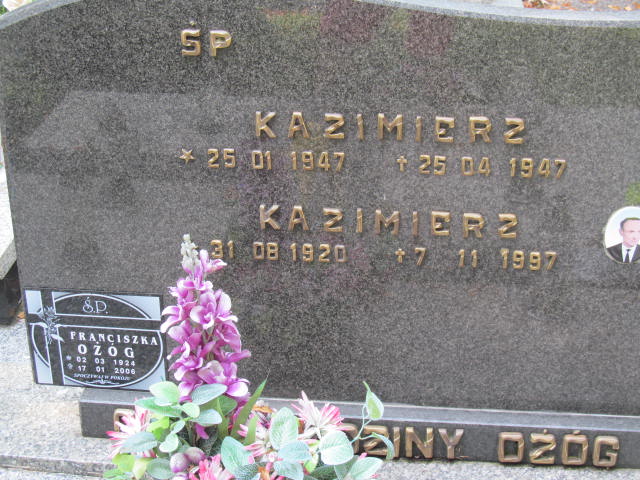 ŚP
KAZIMIERZ
* 25 01 1947 + 25 04 1947
KAZIMIERZ
31 08 1920 + 7 11 1997
Ś.P.
FRANCISZKA
OŻÓG
* 02 03 1924
+ 17 01 2006
SPOCZYWAJ W POKOJU
OŻÓG